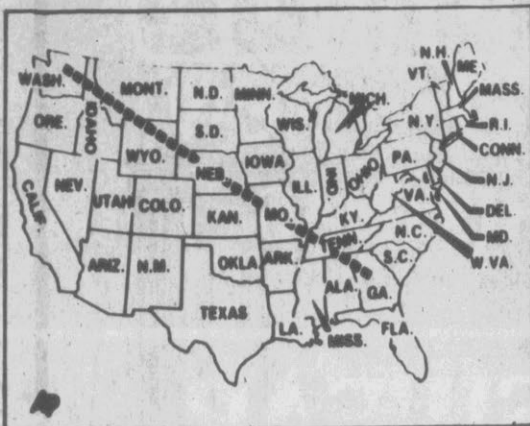 WASH.
MONT.
N.D.
MINN.
MICH.
N.H.
ME.
VT.
MASS.
ORE.
IDAHO
S.D.
WIS.
N.Y.
R.I.
WYO.
IOWA
PA.
CONN.
NEV.
NEB.
ILL.
IND.
OHIO
N.J.
CALIF.
UTAH
COLO.
KAN.
MO.
KY.
VA.
DEL.
MD.
W.VA.
ARIZ.
N.M.
OKLA.
ARK.
TENN.
N.C.
S.C.
TEXAS
LA.
MISS.
ALA.
GA.
FLA.